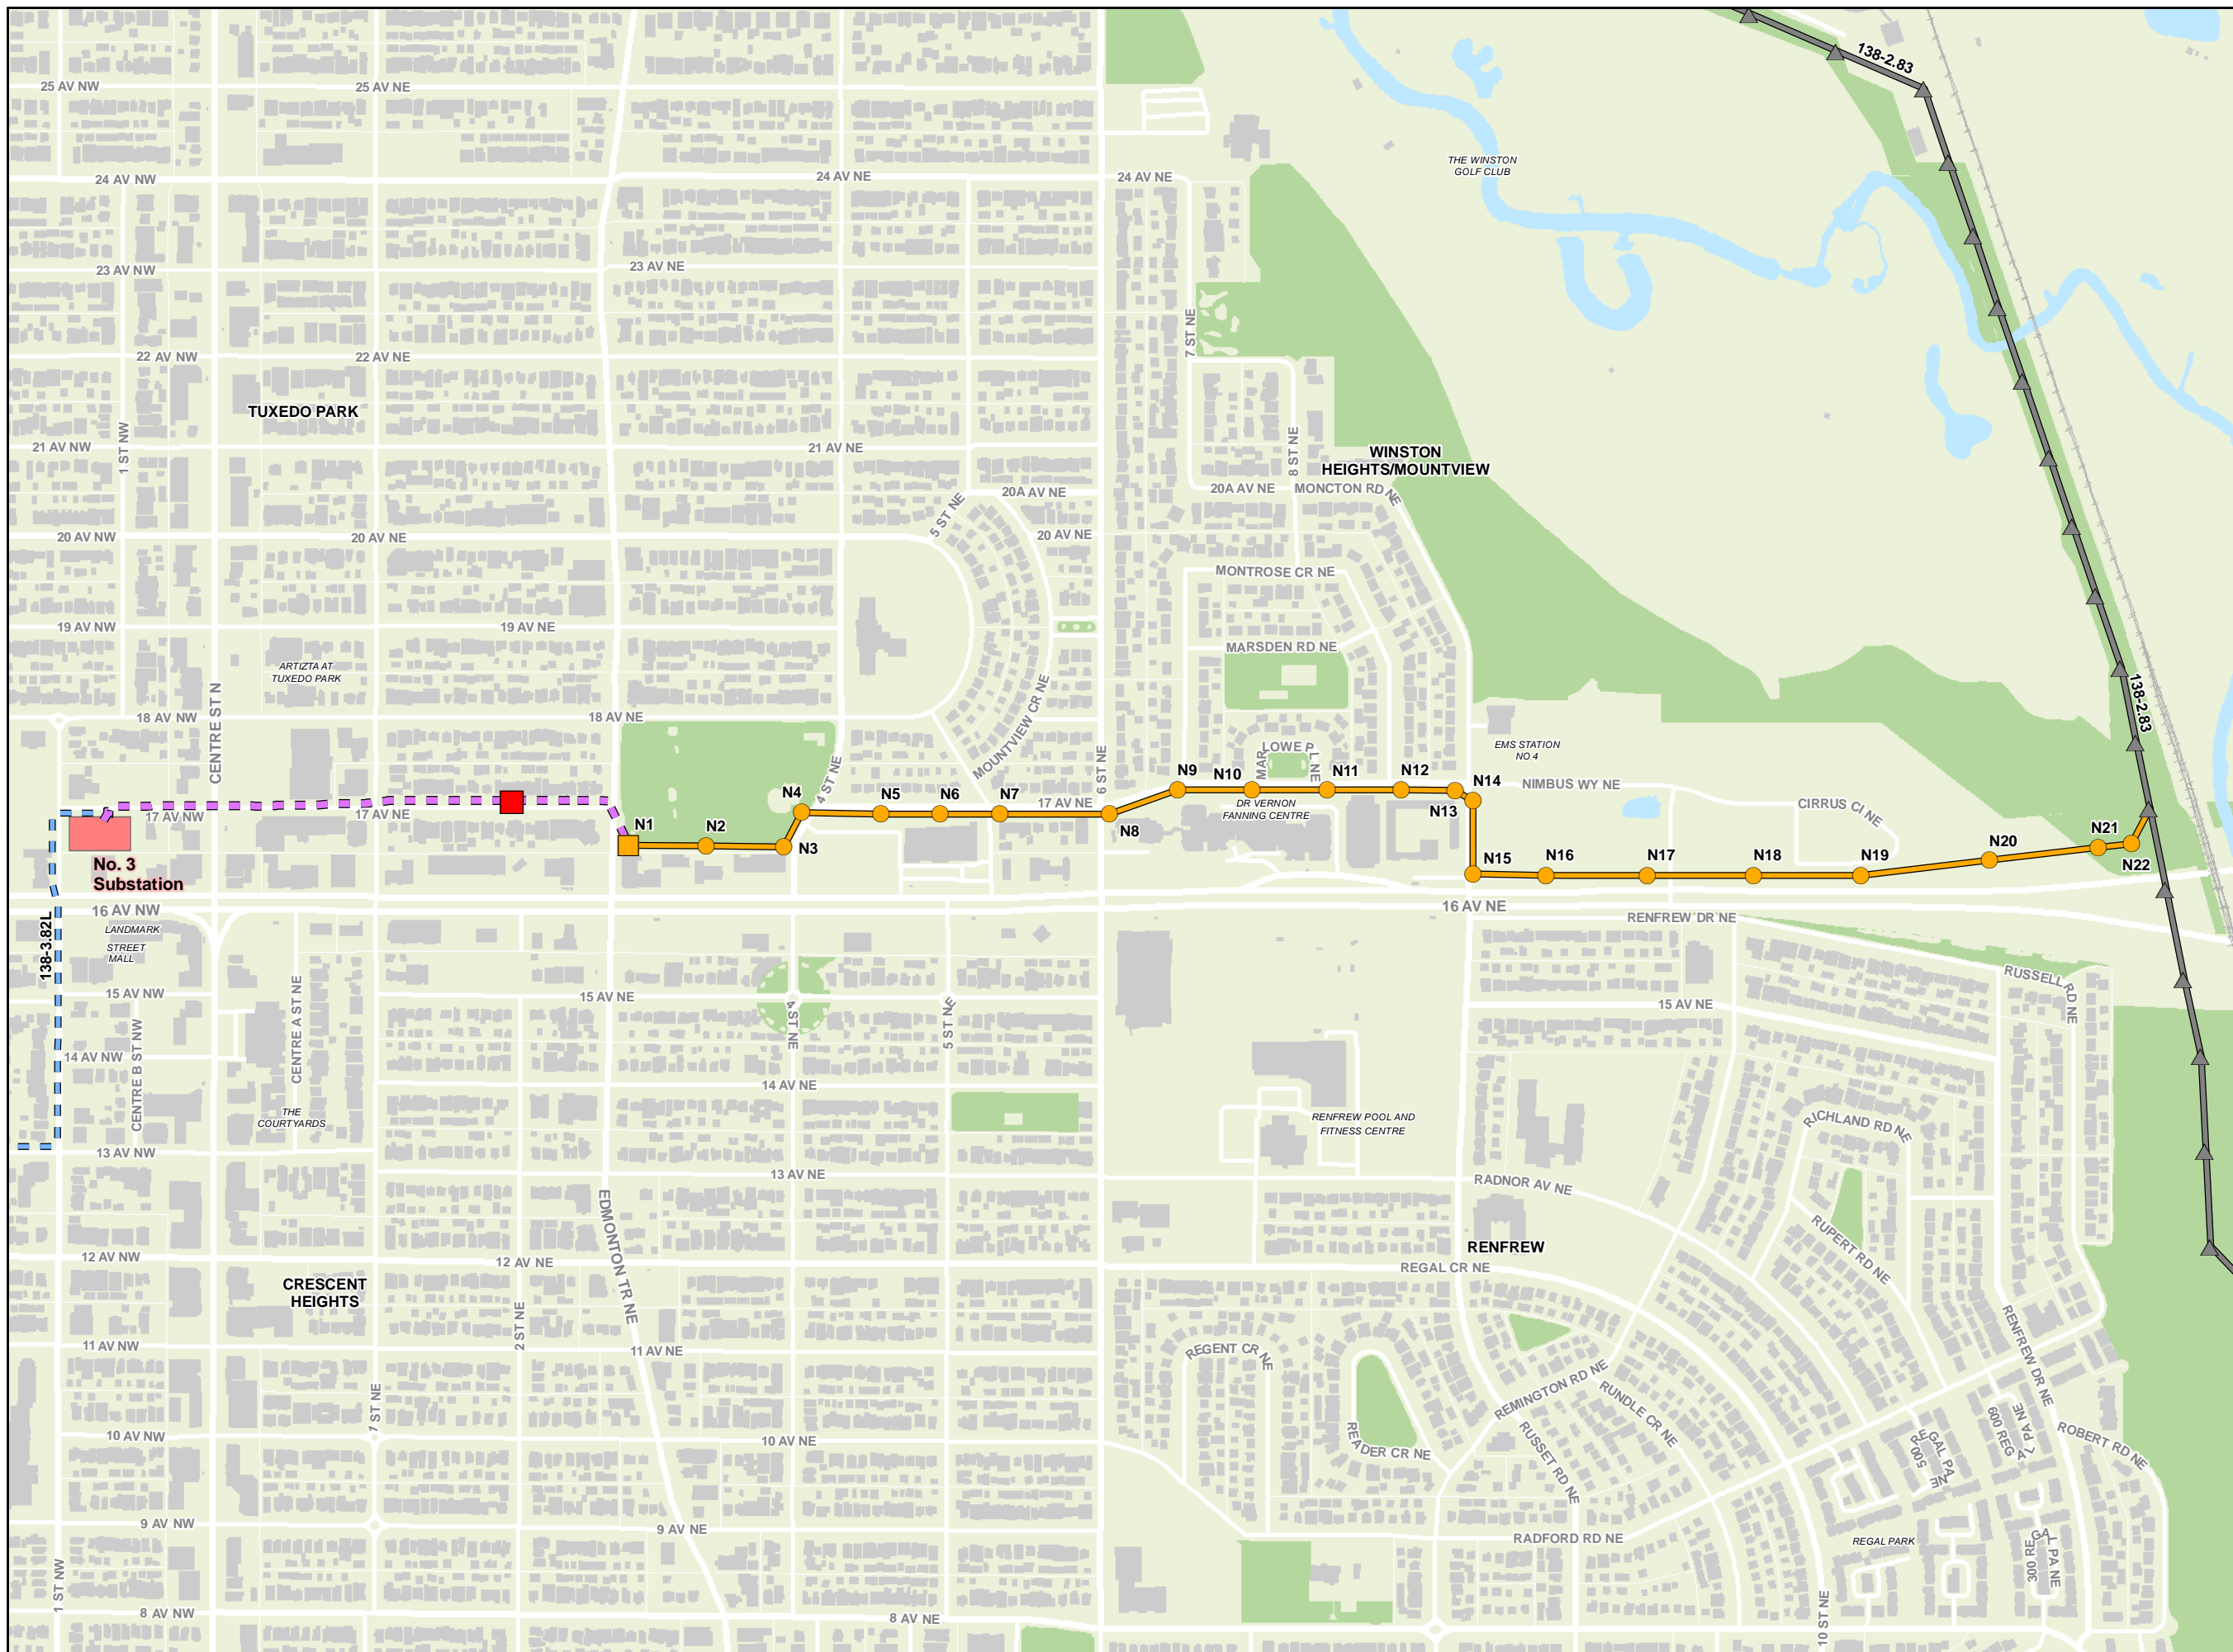 138-2.83
25 AV NW
25 AV NE
THE WINSTON
GOLF CLUB
24 AV NW
24 AV NE
24 AV NE
23 AV NW
23 AV NE
7 ST NE
22 AV NW
22 AV NE
TUXEDO PARK
1 ST NW
21 AV NW
21 AV NE
8 ST NE
WINSTON
HEIGHTS/MOUNTVIEW
20A AV NE
20A AV NE
MONCTON RD NE
5 ST NE
20 AV NW
20 AV NE
20 AV NE
MONTROSE CR NE
19 AV NW
19 AV NE
MARSDEN RD NE
ARTIZTA AT
TUXEDO PARK
CENTRE ST N
138-2.83
18 AV NW
18 AV NE
MOUNTVIEW CR NE
4 ST NE
6 ST NE
LOWE PL NE
MAR
EMS STATION
NO 4
N9
N10
N11
N12
N14
NIMBUS WY NE
N4
N5
N6
N7
17 AV NE
DR VERNON
FANNING CENTRE
N13
CIRRUS CI NE
17 AV NW
17 AV NE
N1
N2
N3
N8
N21
N20
N22
No. 3
Substation
N15
N16
N17
N18
N19
16 AV NW
16 AV NE
RENFREW DR NE
LANDMARK
STREET
MALL
138-3.82L
RUSSELL RD NE
15 AV NW
15 AV NE
15 AV NE
CENTRE A ST NE
4 ST NE
5 ST NE
14 AV NW
CENTRE B ST NW
14 AV NE
THE
COURTYARDS
RENFREW POOL AND
FITNESS CENTRE
RICHLAND RD NE
13 AV NW
13 AV NE
RADNOR AV NE
EDMONTON TR NE
RUPERT RD NE
RENFREW
12 AV NW
12 AV NE
REGAL CR NE
CRESCENT
HEIGHTS
2 ST NE
11 AV NW
11 AV NE
REGENT CR NE
RENFREW DR NE
REMINGTON RD NE
RUNDLE CR NE
1 ST NE
10 AV NW
10 AV NE
READER CR NE
RUSSET RD NE
500 REGAL PA NE
600 REGAL PA NE
ROBERT RD NE
9 AV NW
9 AV NE
RADFORD RD NE
REGAL PARK
300 REGAL PA NE
1 ST NW
8 AV NW
8 AV NE
10 ST NE